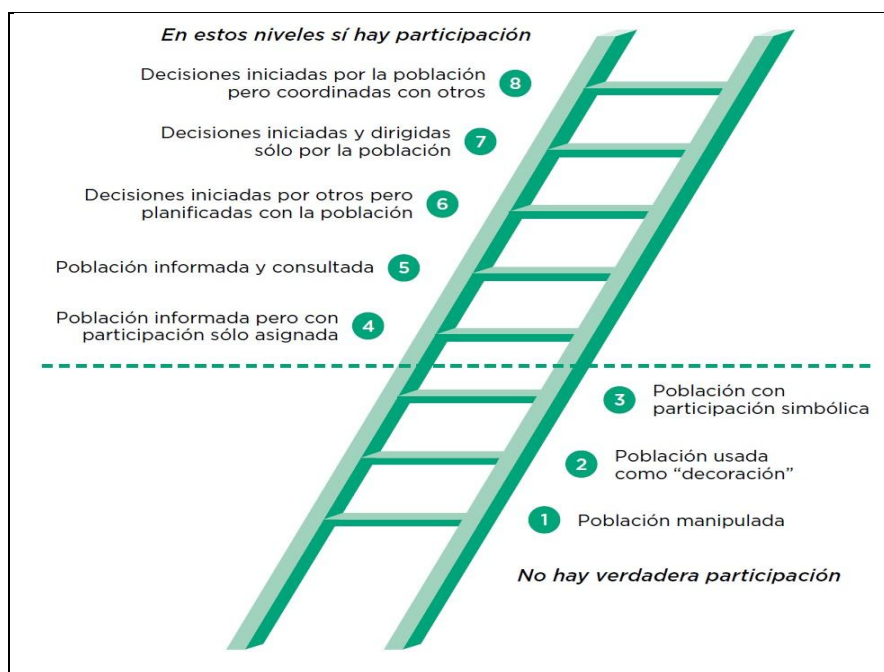 En estos niveles sí hay participación
Decisiones iniciadas por la población
pero coordinadas con otros
8
Decisiones iniciadas y dirigidas
sólo por la población
7
Decisiones iniciadas por otros pero
planificadas con la población
6
Población informada y consultada
5
Población informada pero con
participación sólo asignada
4
3
Población con
participación simbólica
2
Población usada
como “decoración”
1
Población manipulada
No hay verdadera participación